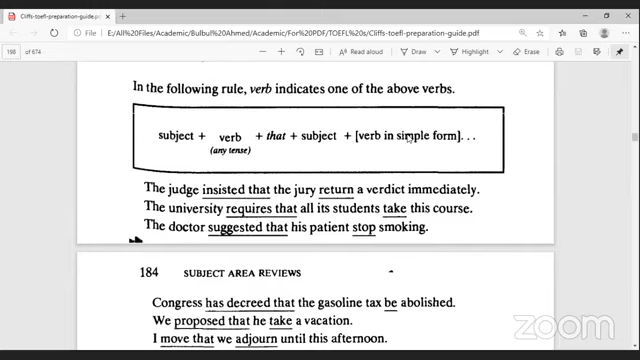 Cliffs-toefl-preparation-guide.pdf
E:/All Files/Academic/Bulbul Ahmed/Academic/For%20PDF/TOEFL%20s/Cliffs-toefl-preparation-guide.pdf
198 of 674 Read aloud Draw Highlight Erase
In the following rule, verb indicates one of the above verbs.
subject + verb + that + subject + [verb in simple form]. . .
(any tense)
The judge insisted that the jury return a verdict immediately.
The university requires that all its students take this course.
The doctor suggested that his patient stop smoking.
184 SUBJECT AREA REVIEWS
Congress has decreed that the gasoline tax be abolished.
We proposed that he take a vacation.
I move that we adjourn until this afternoon.
zoom